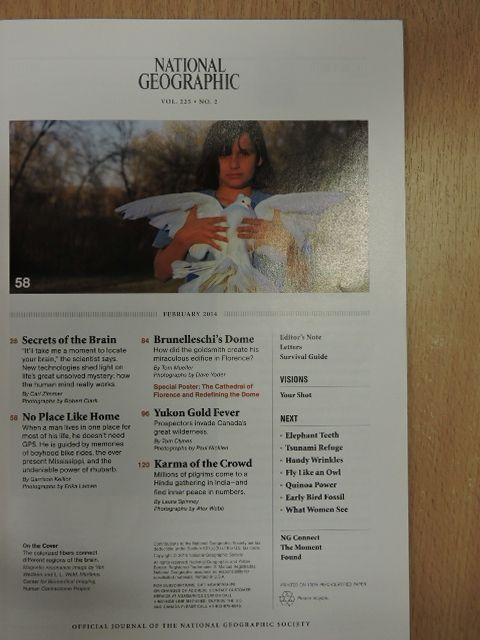 NATIONAL
GEOGRAPHIC
VOL. 225 • NO. 2
58
FEBRUARY 2014
28 Secrets of the Brain
"It'll take me a moment to locate
your brain," the scientist says.
New technologies shed light on
life's great unsolved mystery: how
the human mind really works.
By Carl Zimmer
Photographs by Robert Clark
58 No Place Like Home
When a man lives in one place for
most of his life, he doesn't need
GPS. He is guided by memories
of boyhood bike rides, the ever
present Mississippi, and the
undeniable power of rhubarb.
By Garrison Keillor
Photographs by Erika Larsen
84 Brunelleschi's Dome
How did the goldsmith create his
miraculous edifice in Florence?
By Tom Mueller
Photographs by Dave Yoder
Special Poster: The Cathedral of
Florence and Redefining the Dome
96 Yukon Gold Fever
Prospectors invade Canada's
great wilderness.
By Tom Clynes
Photographs by Paul Nicklen
120 Karma of the Crowd
Millions of pilgrims come to a
Hindu gathering in India—and
find inner peace in numbers.
By Laura Spinney
Photographs by Alex Webb
Editor's Note
Letters
Survival Guide
VISIONS
Your Shot
NEXT
• Elephant Teeth
• Tsunami Refuge
• Handy Wrinkles
• Fly Like an Owl
• Quinoa Power
• Early Bird Fossil
• What Women See
NG Connect
The Moment
Found
On the Cover
The colorized fibers connect
different regions of the brain.
Magnetic resonance image by Van
Wedeen and L. L. Wald, Martinos
Center for Biomedical Imaging,
Human Connectome Project
PRINTED ON 100% PEFC-CERTIFIED PAPER
Please recycle.
OFFICIAL JOURNAL OF THE NATIONAL GEOGRAPHIC SOCIETY